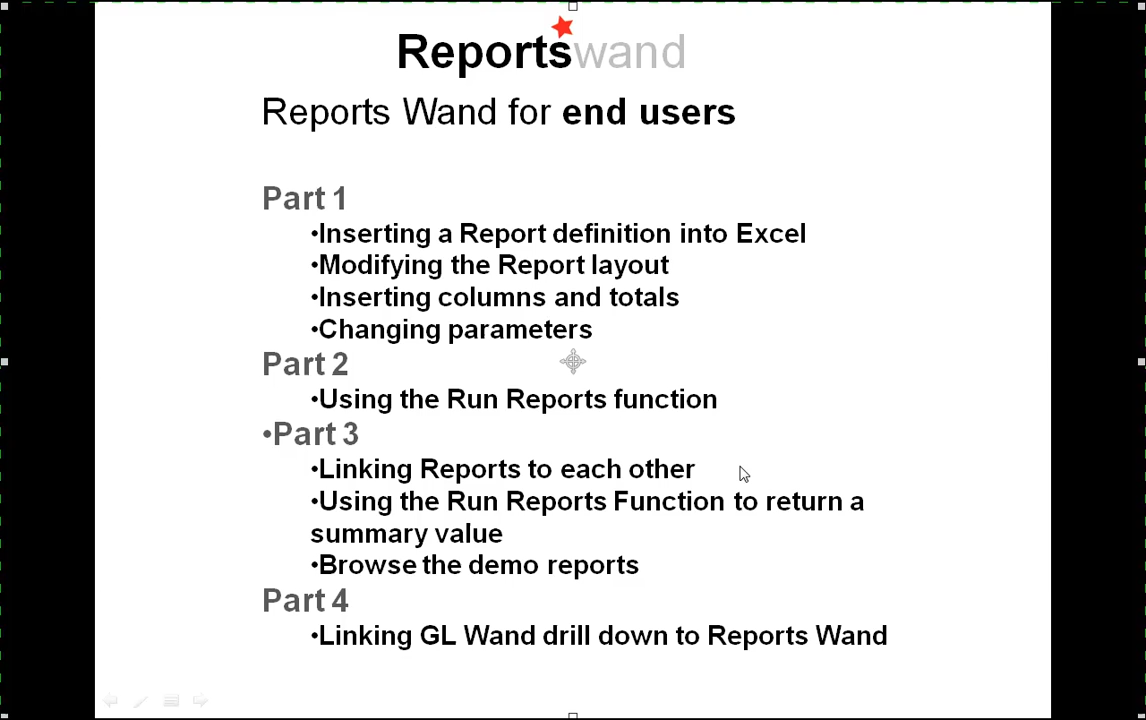 Reportswand
Reports Wand for end users
Part 1
•Inserting a Report definition into Excel
•Modifying the Report layout
•Inserting columns and totals
•Changing parameters
Part 2
•Using the Run Reports function
•Part 3
•Linking Reports to each other
•Using the Run Reports Function to return a
summary value
•Browse the demo reports
Part 4
•Linking GL Wand drill down to Reports Wand